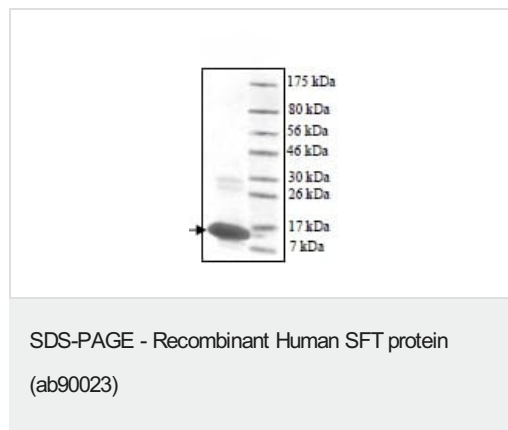 175 kDa
80 kDa
56 kDa
46 kDa
30 kDa
26 kDa
17 kDa
7 kDa
SDS-PAGE - Recombinant Human SFT protein
(ab90023)